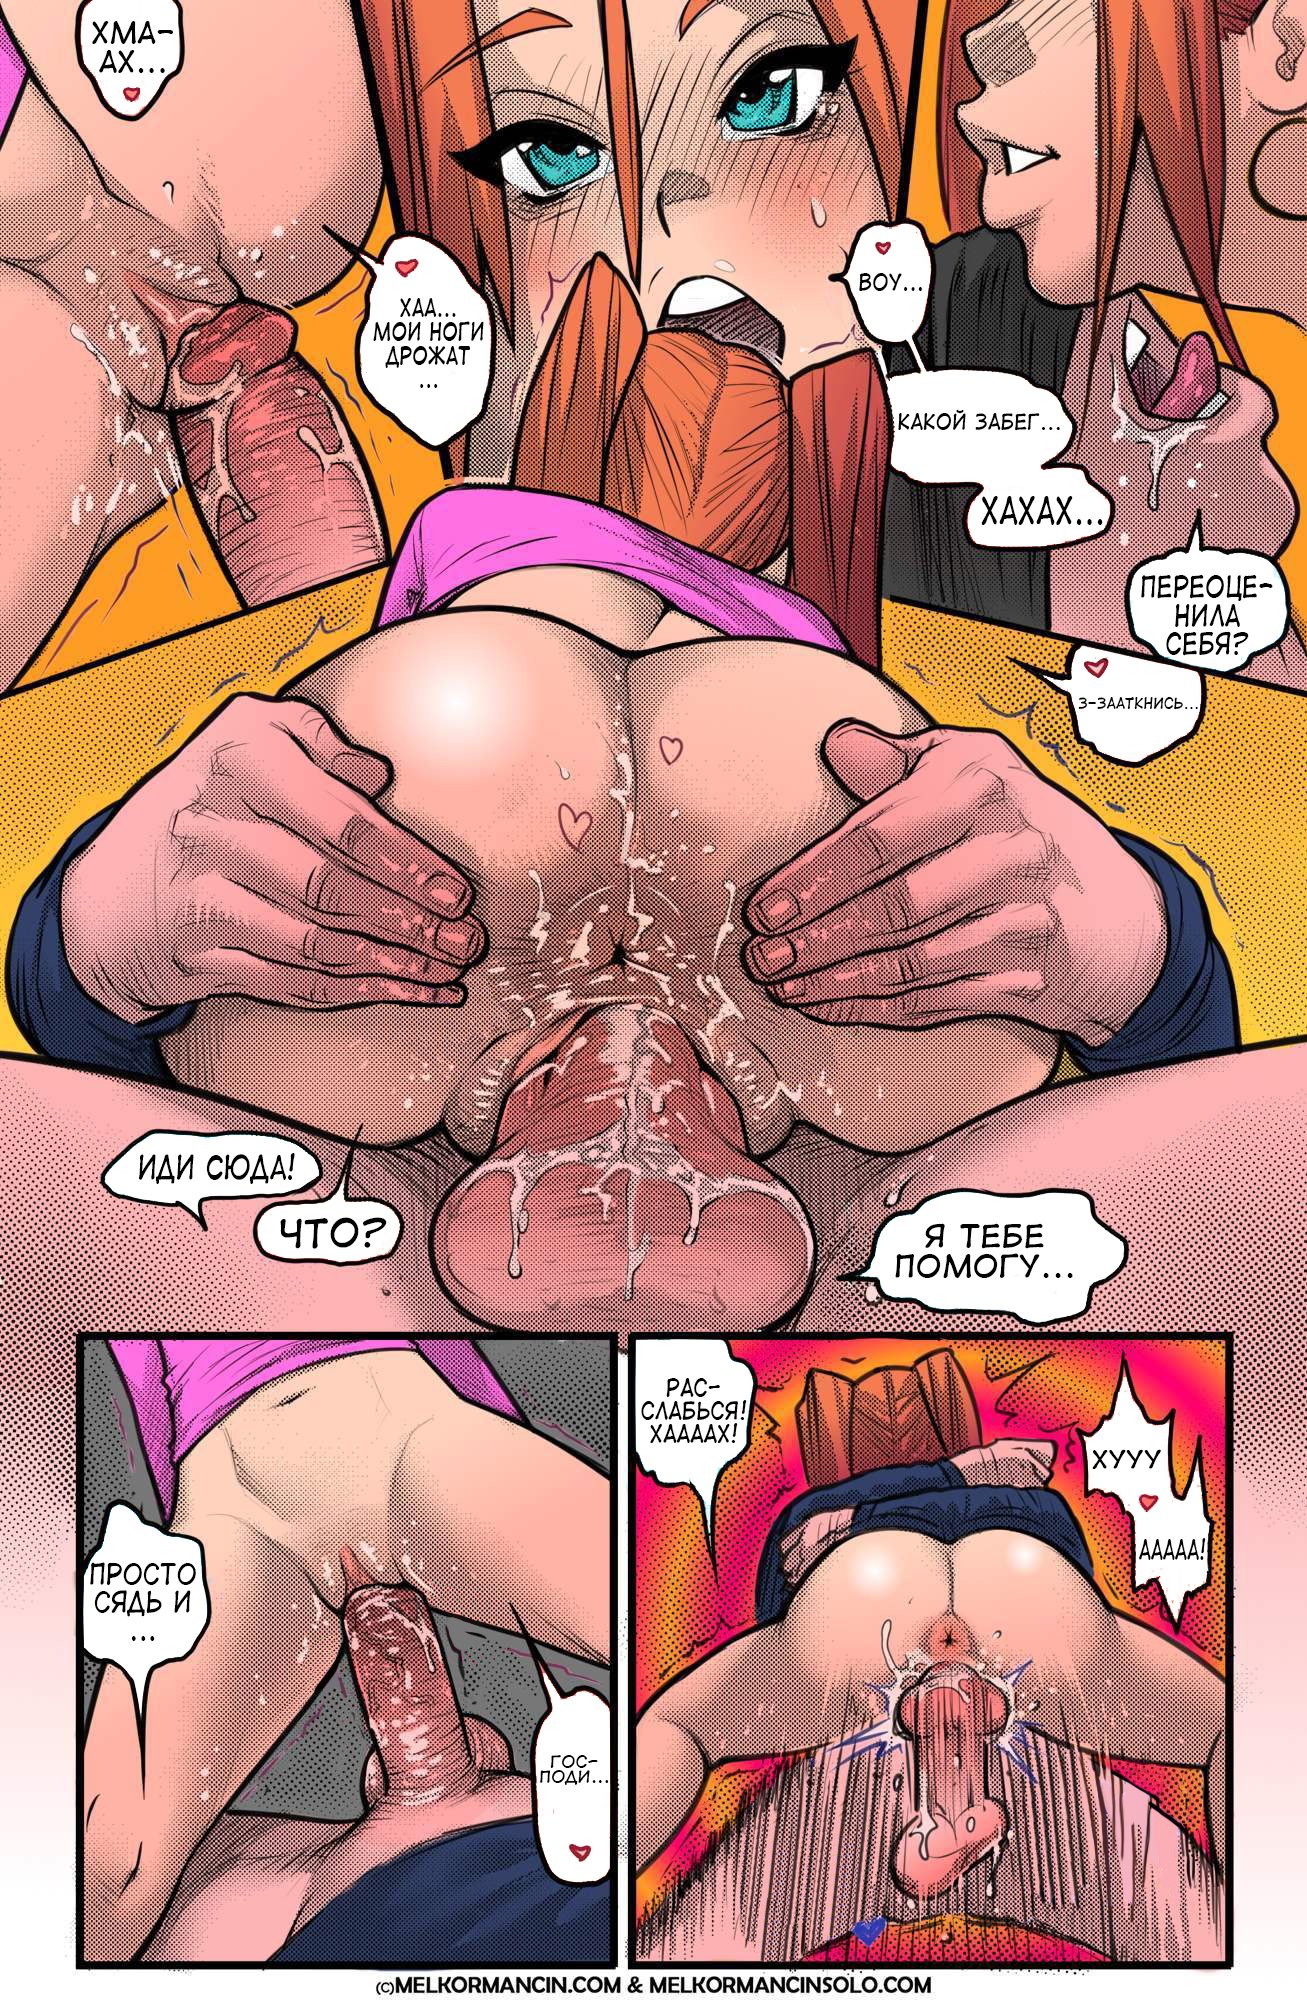 ХМА-
АХ...
ХАА...
МОИ НОГИ
ДРОЖАТ
...
ВОУ...
КАКОЙ ЗАБЕГ...
ХАХАХ...
ПЕРЕОЦЕ-
НИЛА
СЕБЯ?
З-ЗААТКНИСЬ...
ИДИ СЮДА!
ЧТО?
Я ТЕБЕ
ПОМОГУ...
ПРОСТО
СЯДЬ И
...
ГОС-
ПОДИ...
РАС-
СЛАБЬСЯ!
ХААААХ!
ХУУУ
ААААА!
(C)MELKORMANCIN.COM & MELKORMANCINSOLO.COM